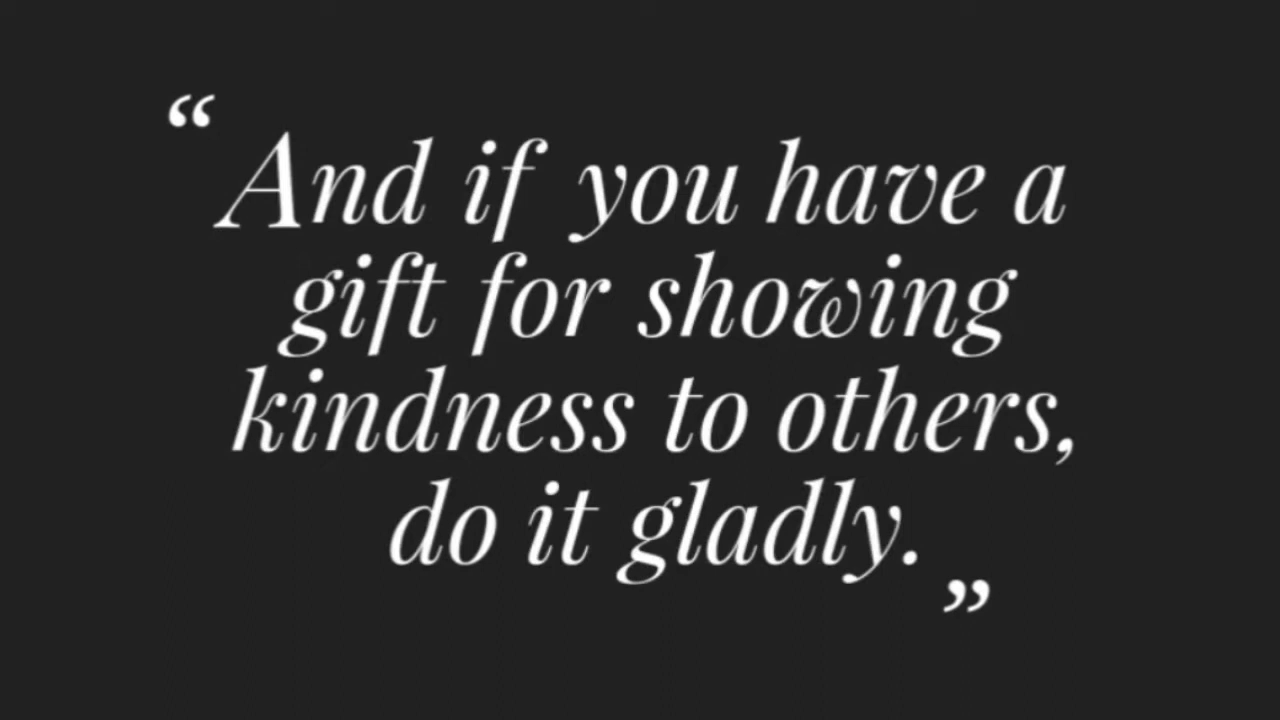 “And if you have a
gift for showing
kindness to others,
do it gladly.”